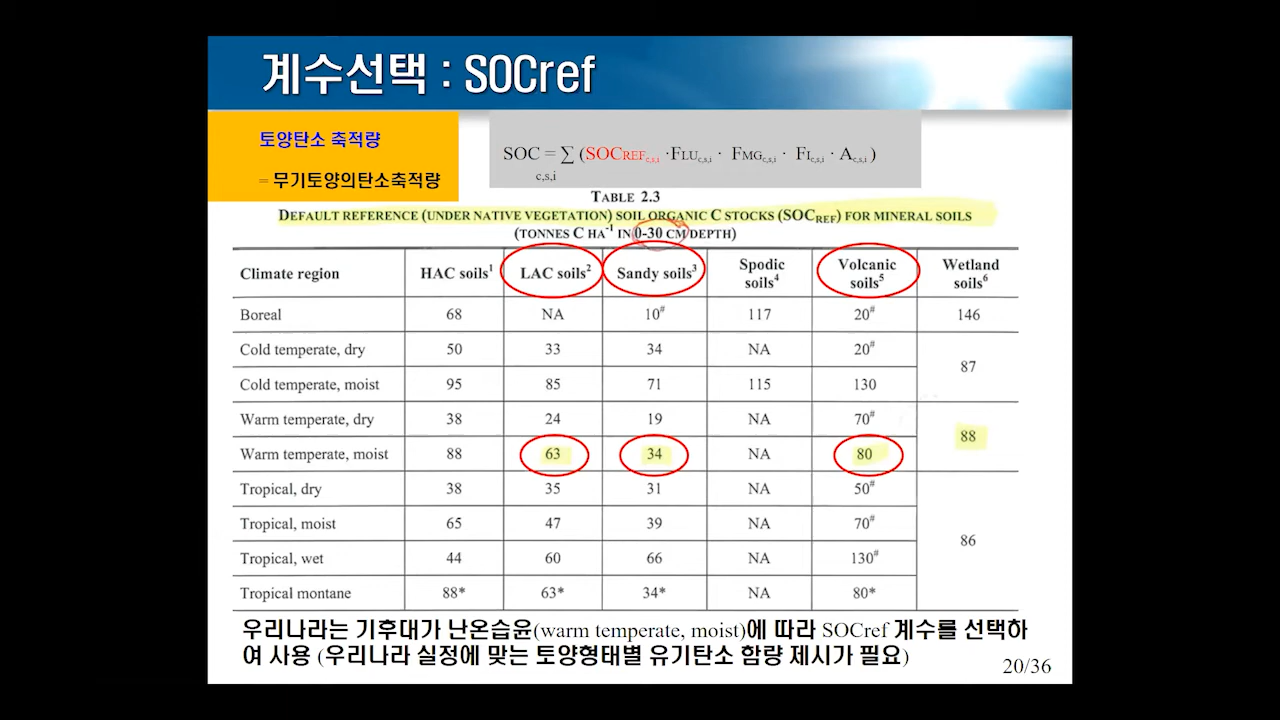 계수선택 : SOCref
토양탄소 축적량
= 무기토양의탄소축적량
SOC = ∑ (SOCREFc,s,i ·FLUc,s,i · FMGc,s,i · FIc,s,i · Ac,s,i )
c,s,i
TABLE 2.3
DEFAULT REFERENCE (UNDER NATIVE VEGETATION) SOIL ORGANIC C STOCKS (SOCREF) FOR MINERAL SOILS
(TONNES C HA-1 IN 0-30 CM DEPTH)
Climate region HAC soils1 LAC soils2 Sandy soils3 Spodic soils4 Volcanic soils5 Wetland soils6
Boreal 68 NA 10# 117 20# 146
Cold temperate, dry 50 33 34 NA 20#
87
Cold temperate, moist 95 85 71 115 130
Warm temperate, dry 38 24 19 NA 70#
88
Warm temperate, moist 88 63 34 NA 80
Tropical, dry 38 35 31 NA 50#
Tropical, moist 65 47 39 NA 70#
86
Tropical, wet 44 60 66 NA 130#
Tropical montane 88* 63* 34* NA 80*
우리나라는 기후대가 난온습윤(warm temperate, moist)에 따라 SOCref 계수를 선택하
여 사용 (우리나라 실정에 맞는 토양형태별 유기탄소 함량 제시가 필요)
20/36